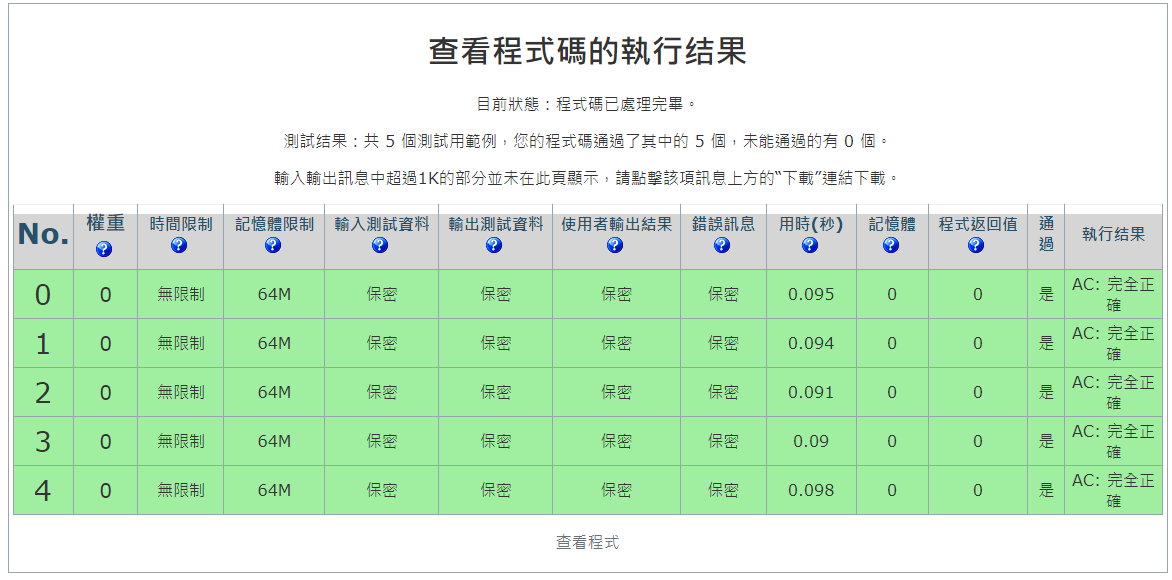 查看程式碼的執行结果
目前狀態：程式碼已處理完畢。
測試结果：共 5 個測試用範例，您的程式碼通過了其中的 5 個，未能通過的有 0 個。
輸入輸出訊息中超過1K的部分並未在此頁顯示，請點擊該項訊息上方的“下載”連結下載。
No. 權重 時間限制 記憶體限制 輸入測試資料 輸出測試資料 使用者輸出結果 錯誤訊息 用時(秒) 記憶體 程式返回值 通過 執行结果
? ? ? ? ? ? ? ? ? ?
0 0 無限制 64M 保密 保密 保密 保密 0.095 0 0 是 AC: 完全正確
1 0 無限制 64M 保密 保密 保密 保密 0.094 0 0 是 AC: 完全正確
2 0 無限制 64M 保密 保密 保密 保密 0.091 0 0 是 AC: 完全正確
3 0 無限制 64M 保密 保密 保密 保密 0.09 0 0 是 AC: 完全正確
4 0 無限制 64M 保密 保密 保密 保密 0.098 0 0 是 AC: 完全正確
查看程式